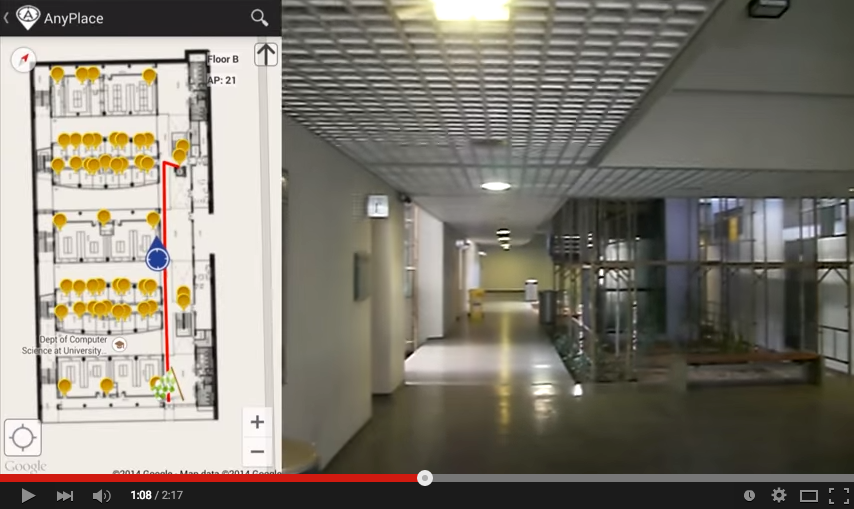 AnyPlace
Floor B
AP: 21
Dept of Computer
Science at University...
Google
©2014 Google - Map data ©2014 Google
1:08 / 2:17